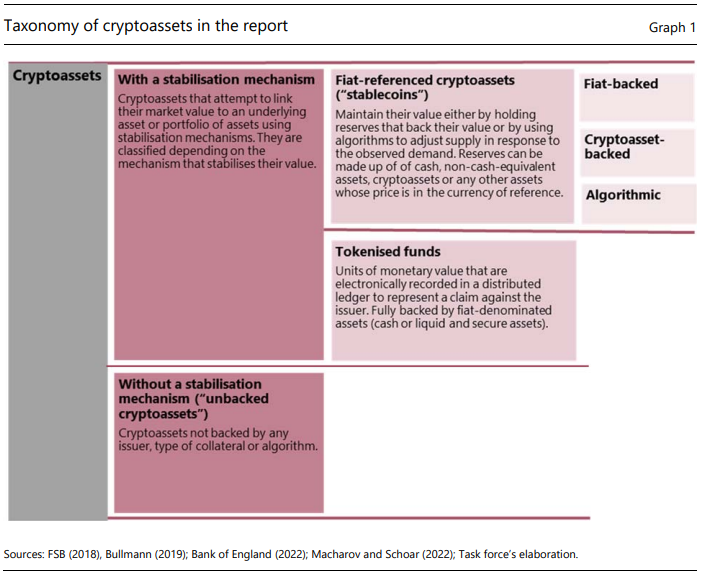 Taxonomy of cryptoassets in the report
Graph 1
Cryptoassets
With a stabilisation mechanism
Cryptoassets that attempt to link
their market value to an underlying
asset or portfolio of assets using
stabilisation mechanisms. They are
classified depending on the
mechanism that stabilises their value.
Fiat-referenced cryptoassets
(“stablecoins”)
Maintain their value either by holding
reserves that back their value or by using
algorithms to adjust supply in response to
the observed demand. Reserves can be
made up of of cash, non-cash-equivalent
assets, cryptoassets or any other assets
whose price is in the currency of reference.
Fiat-backed
Cryptoasset-
backed
Algorithmic
Tokenised funds
Units of monetary value that are
electronically recorded in a distributed
ledger to represent a claim against the
issuer. Fully backed by fiat-denominated
assets (cash or liquid and secure assets).
Without a stabilisation
mechanism (“unbacked
cryptoassets”)
Cryptoassets not backed by any
issuer, type of collateral or algorithm.
Sources: FSB (2018), Bullmann (2019); Bank of England (2022); Macharov and Schoar (2022); Task force’s elaboration.